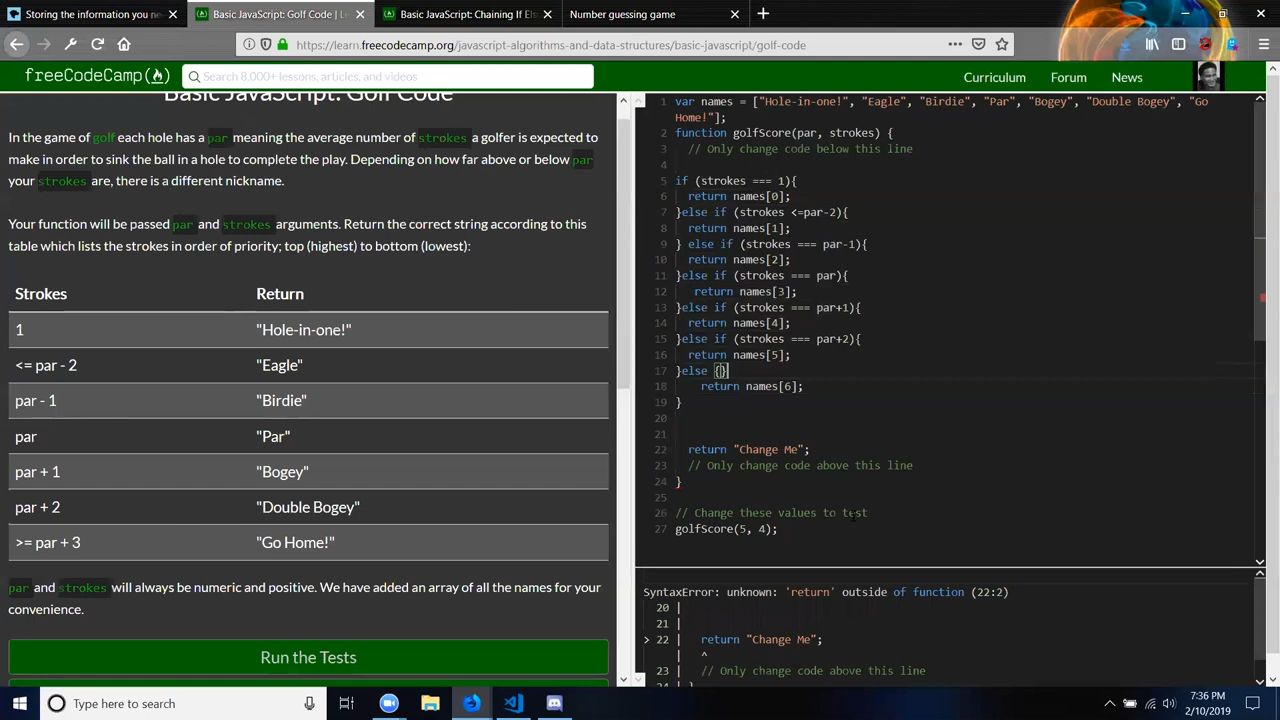 Storing the information you ne
Basic JavaScript: Golf Code | Le
Basic JavaScript: Chaining If Els
Number guessing game
https://learn.freecodecamp.org/javascript-algorithms-and-data-structures/basic-javascript/golf-code
freeCodeCamp
Search 8,000+ lessons, articles, and videos
Curriculum Forum News
Basic JavaScript: Golf Code
In the game of golf each hole has a par meaning the average number of strokes a golfer is expected to
make in order to sink the ball in a hole to complete the play. Depending on how far above or below par
your strokes are, there is a different nickname.
Your function will be passed par and strokes arguments. Return the correct string according to this
table which lists the strokes in order of priority; top (highest) to bottom (lowest):
Strokes Return
1 "Hole-in-one!"
<= par - 2 "Eagle"
par - 1 "Birdie"
par "Par"
par + 1 "Bogey"
par + 2 "Double Bogey"
>= par + 3 "Go Home!"
par and strokes will always be numeric and positive. We have added an array of all the names for your
convenience.
Run the Tests
1 var names = ["Hole-in-one!", "Eagle", "Birdie", "Par", "Bogey", "Double Bogey", "Go
Home!"];
2 function golfScore(par, strokes) {
3 // Only change code below this line
4
5 if (strokes === 1){
6 return names[0];
7 }else if (strokes <=par-2){
8 return names[1];
9 } else if (strokes === par-1){
10 return names[2];
11 }else if (strokes === par){
12 return names[3];
13 }else if (strokes === par+1){
14 return names[4];
15 }else if (strokes === par+2){
16 return names[5];
17 }else {}
18 return names[6];
19 }
20
21
22 return "Change Me";
23 // Only change code above this line
24 }
25
26 // Change these values to test
27 golfScore(5, 4);
SyntaxError: unknown: 'return' outside of function (22:2)
20 |
21 |
> 22 | return "Change Me";
| ^
23 | // Only change code above this line
24 | }
Type here to search
7:36 PM
2/10/2019